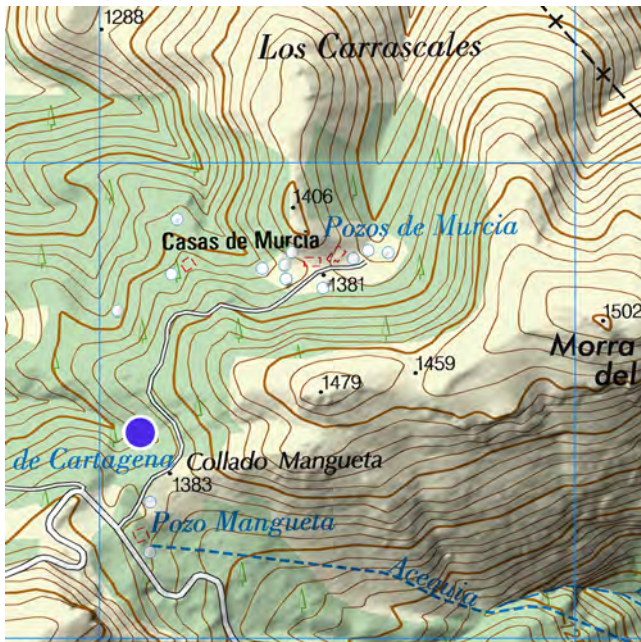 1288
Los Carrascales
1406
Pozos de Murcia
Casas de Murcia
1381
1502
Morra
del
1459
1479
de Cartagena
Collado Mangueta
1383
Pozo Mangueta
Acequia